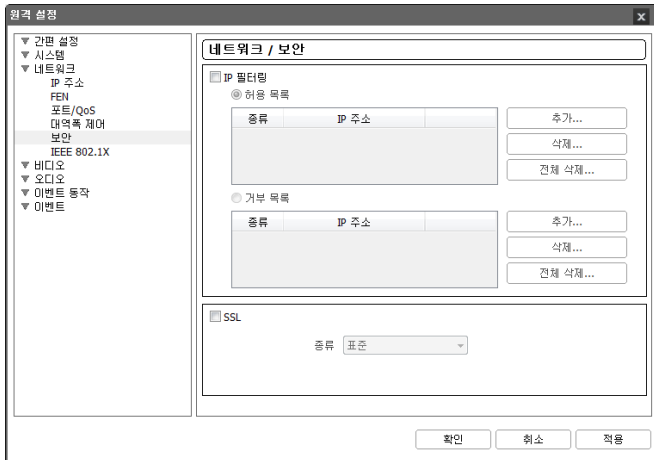 원격 설정
간편 설정
시스템
네트워크
IP 주소
FEN
포트/QoS
대역폭 제어
보안
IEEE 802.1X
비디오
오디오
이벤트 동작
이벤트
네트워크 / 보안
IP 필터링
허용 목록
종류 IP 주소
추가...
삭제...
전체 삭제...
거부 목록
종류 IP 주소
추가...
삭제...
전체 삭제...
SSL
종류 표준
확인 취소 적용